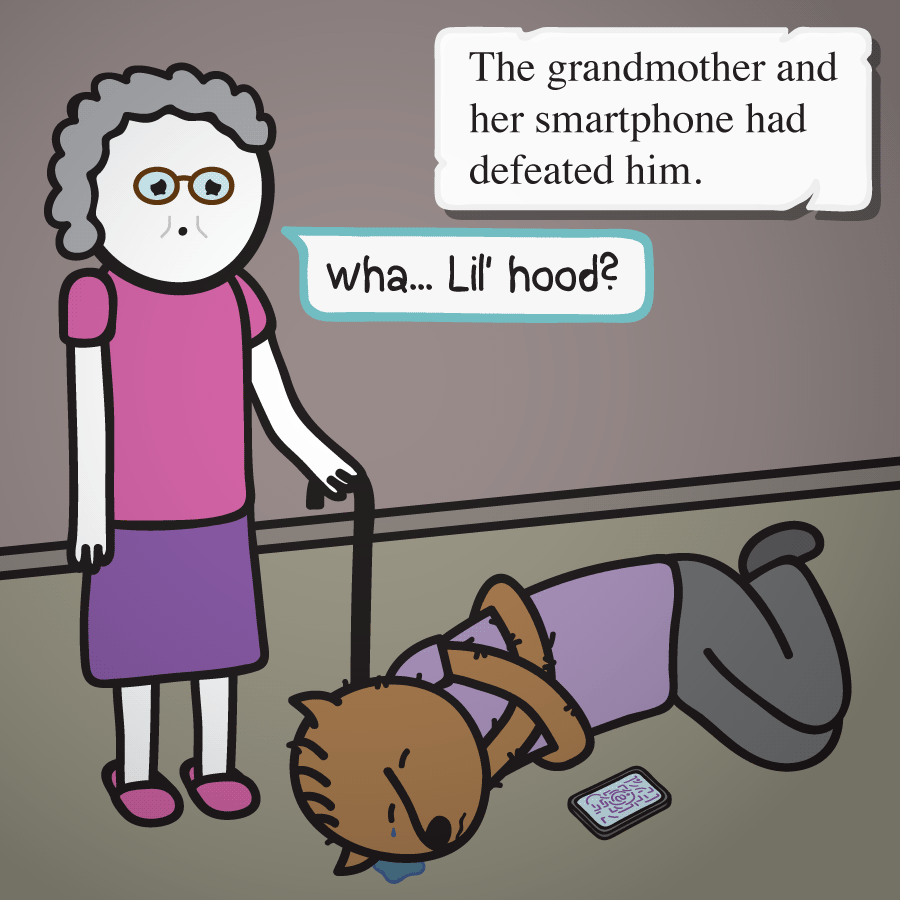 The grandmother and
her smartphone had
defeated him.
wha... Lil' hood?